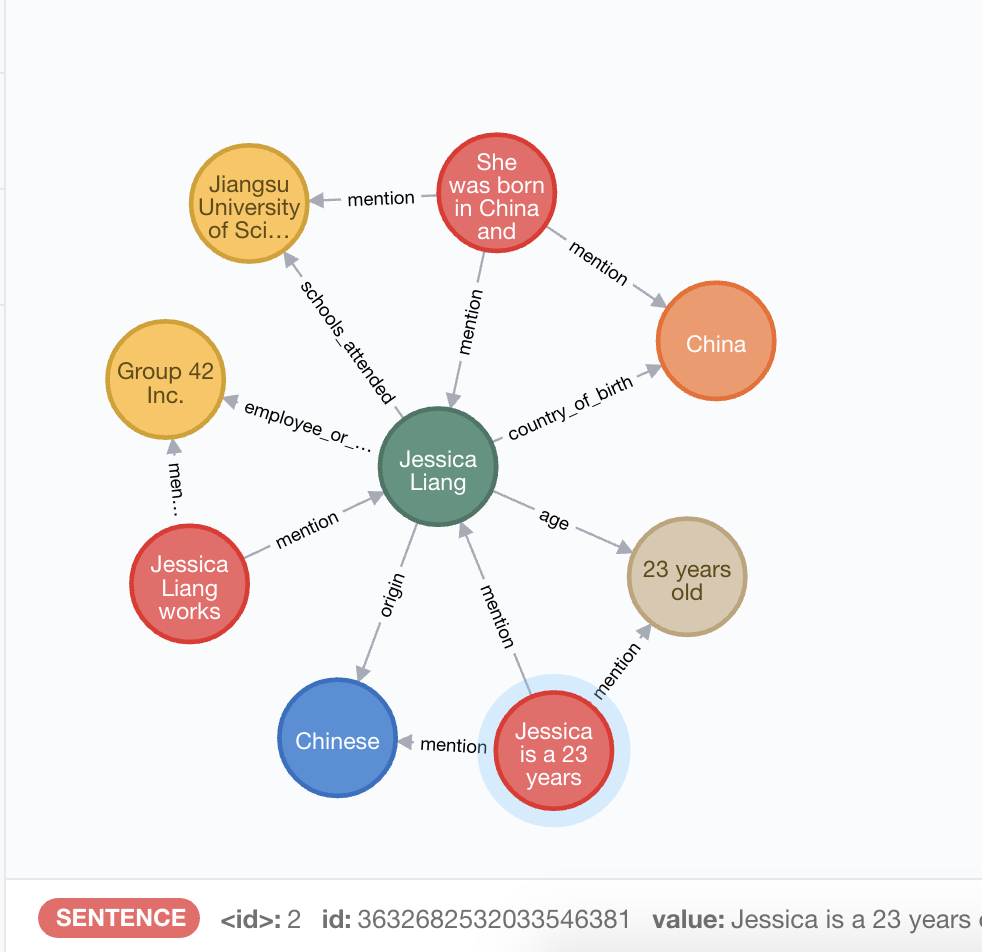 She
was born
in China
and
Jiangsu
University
of Sci…
mention
mention
mention
schools_attended
China
Group 42
Inc.
country_of_birth
employee_or_…
Jessica
Liang
men…
mention
age
Jessica
Liang
works
23 years
old
origin
mention
mention
Chinese
mention
Jessica
is a 23
years
SENTENCE <id>: 2 id: 3632682532033546381 value: Jessica is a 23 years